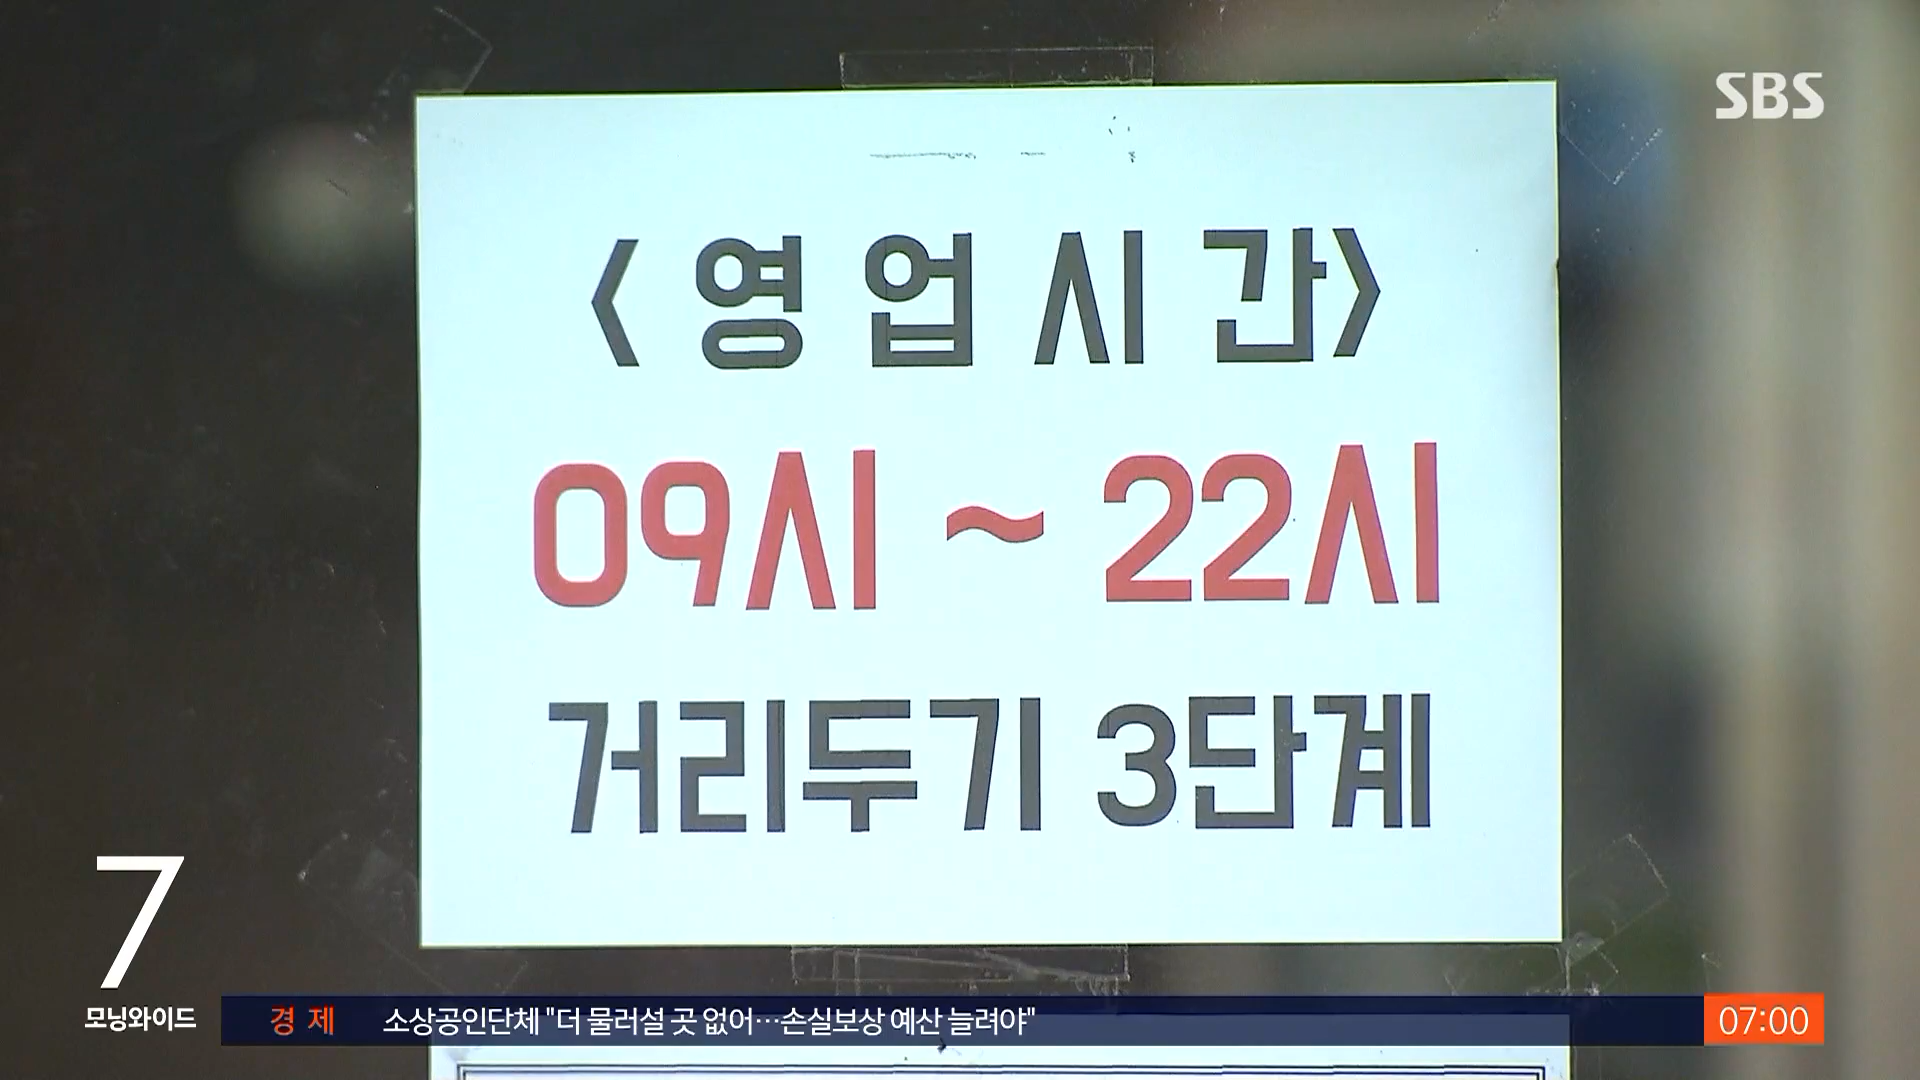 SBS
〈영업시간〉
09시 ~ 22시
거리두기 3단계
7
모닝와이드
경제 소상공인단체 "더 물러설 곳 없어…손실보상 예산 늘려야"
07:00